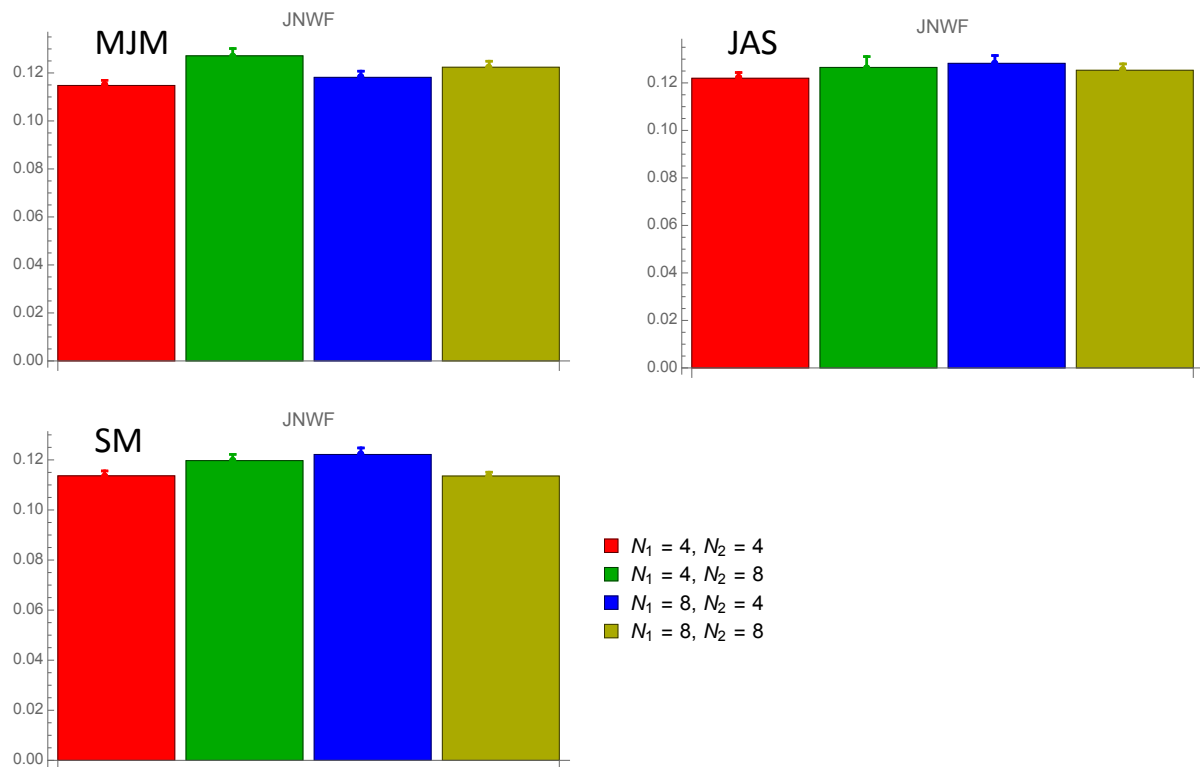 JNWF
MJM
0.12
0.10
0.08
0.06
0.04
0.02
0.00
JNWF
JAS
0.12
0.10
0.08
0.06
0.04
0.02
0.00
JNWF
SM
0.12
0.10
0.08
0.06
0.04
0.02
0.00
N₁ = 4, N₂ = 4
N₁ = 4, N₂ = 8
N₁ = 8, N₂ = 4
N₁ = 8, N₂ = 8